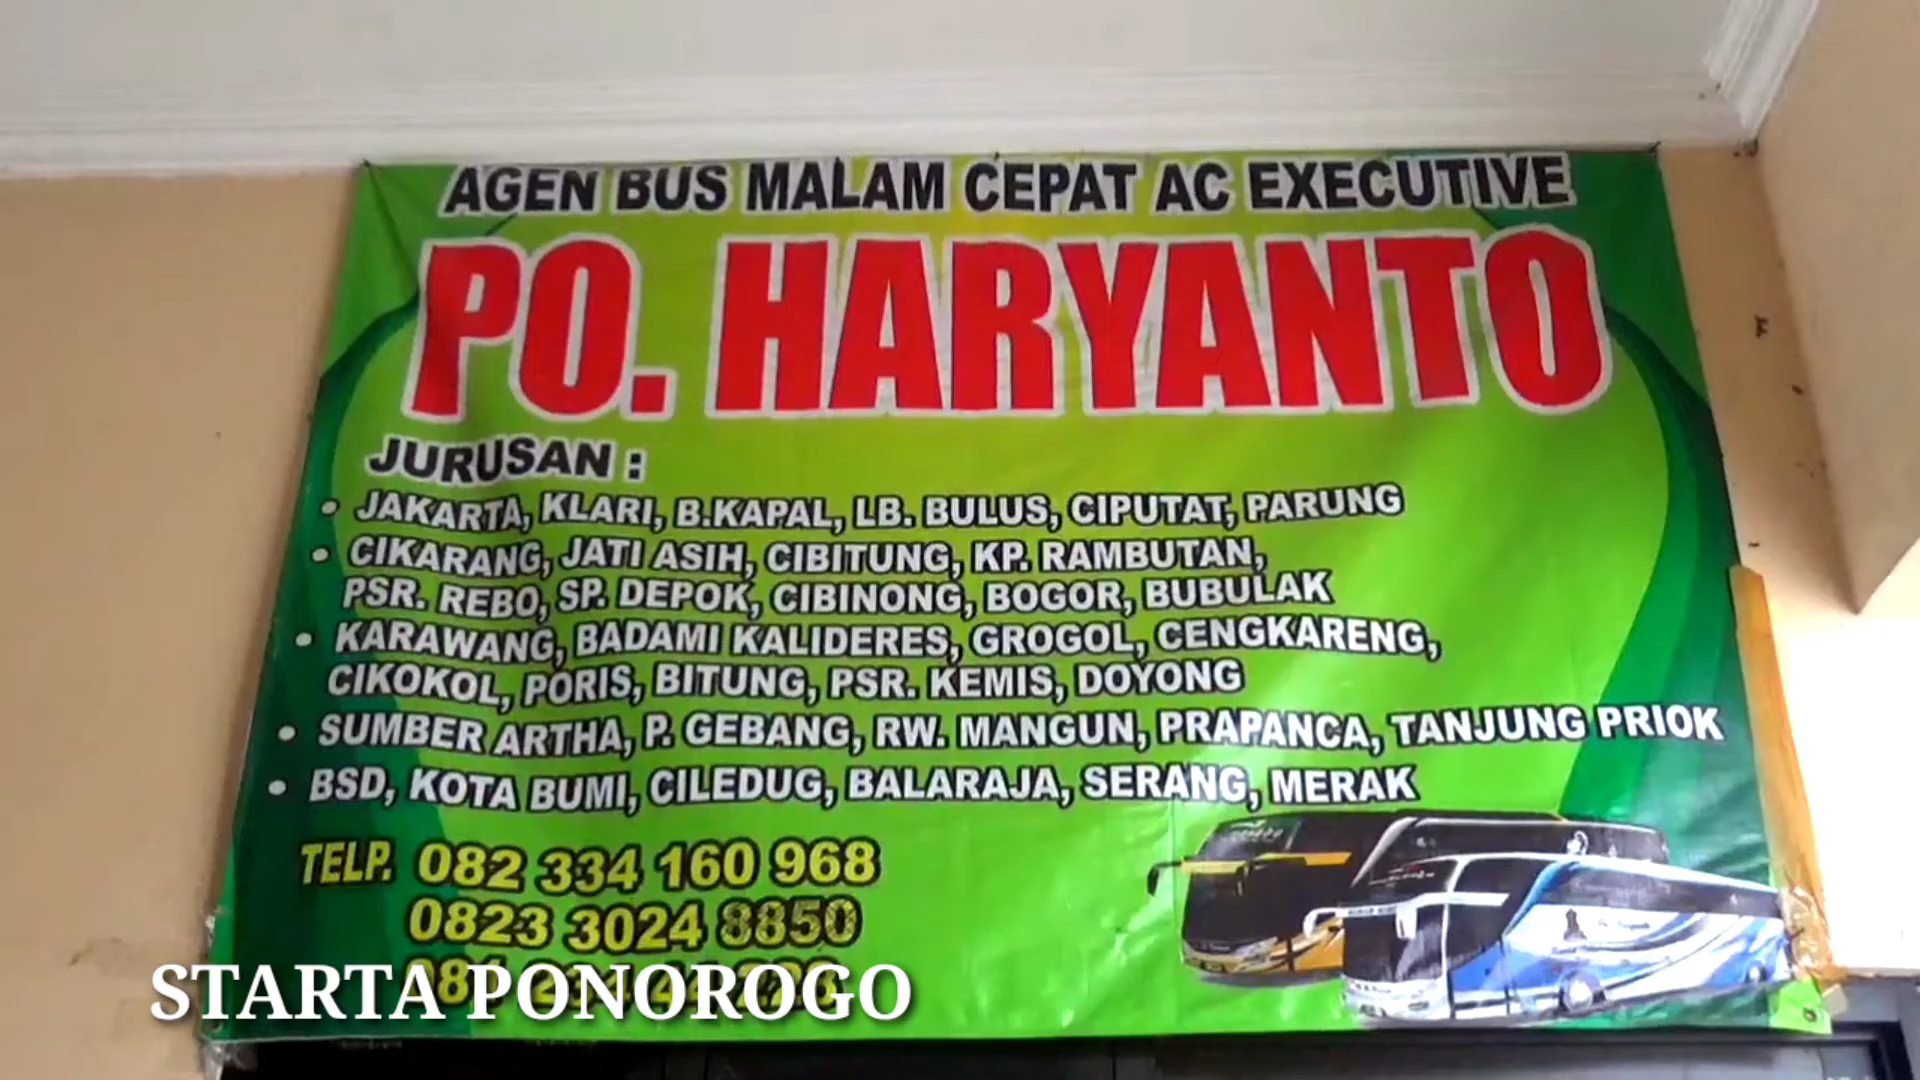 AGEN BUS MALAM CEPAT AC EXECUTIVE
PO. HARYANTO
JURUSAN :
• JAKARTA, KLARI, B.KAPAL, LB. BULUS, CIPUTAT, PARUNG
• CIKARANG, JATI ASIH, CIBITUNG, KP. RAMBUTAN,
PSR. REBO, SP. DEPOK, CIBINONG, BOGOR, BUBULAK
• KARAWANG, BADAMI KALIDERES, GROGOL, CENGKARENG,
CIKOKOL, PORIS, BITUNG, PSR. KEMIS, DOYONG
• SUMBER ARTHA, P. GEBANG, RW. MANGUN, PRAPANCA, TANJUNG PRIOK
• BSD, KOTA BUMI, CILEDUG, BALARAJA, SERANG, MERAK
TELP. 082 334 160 968
0823 3024 8850
STARTA PONOROGO